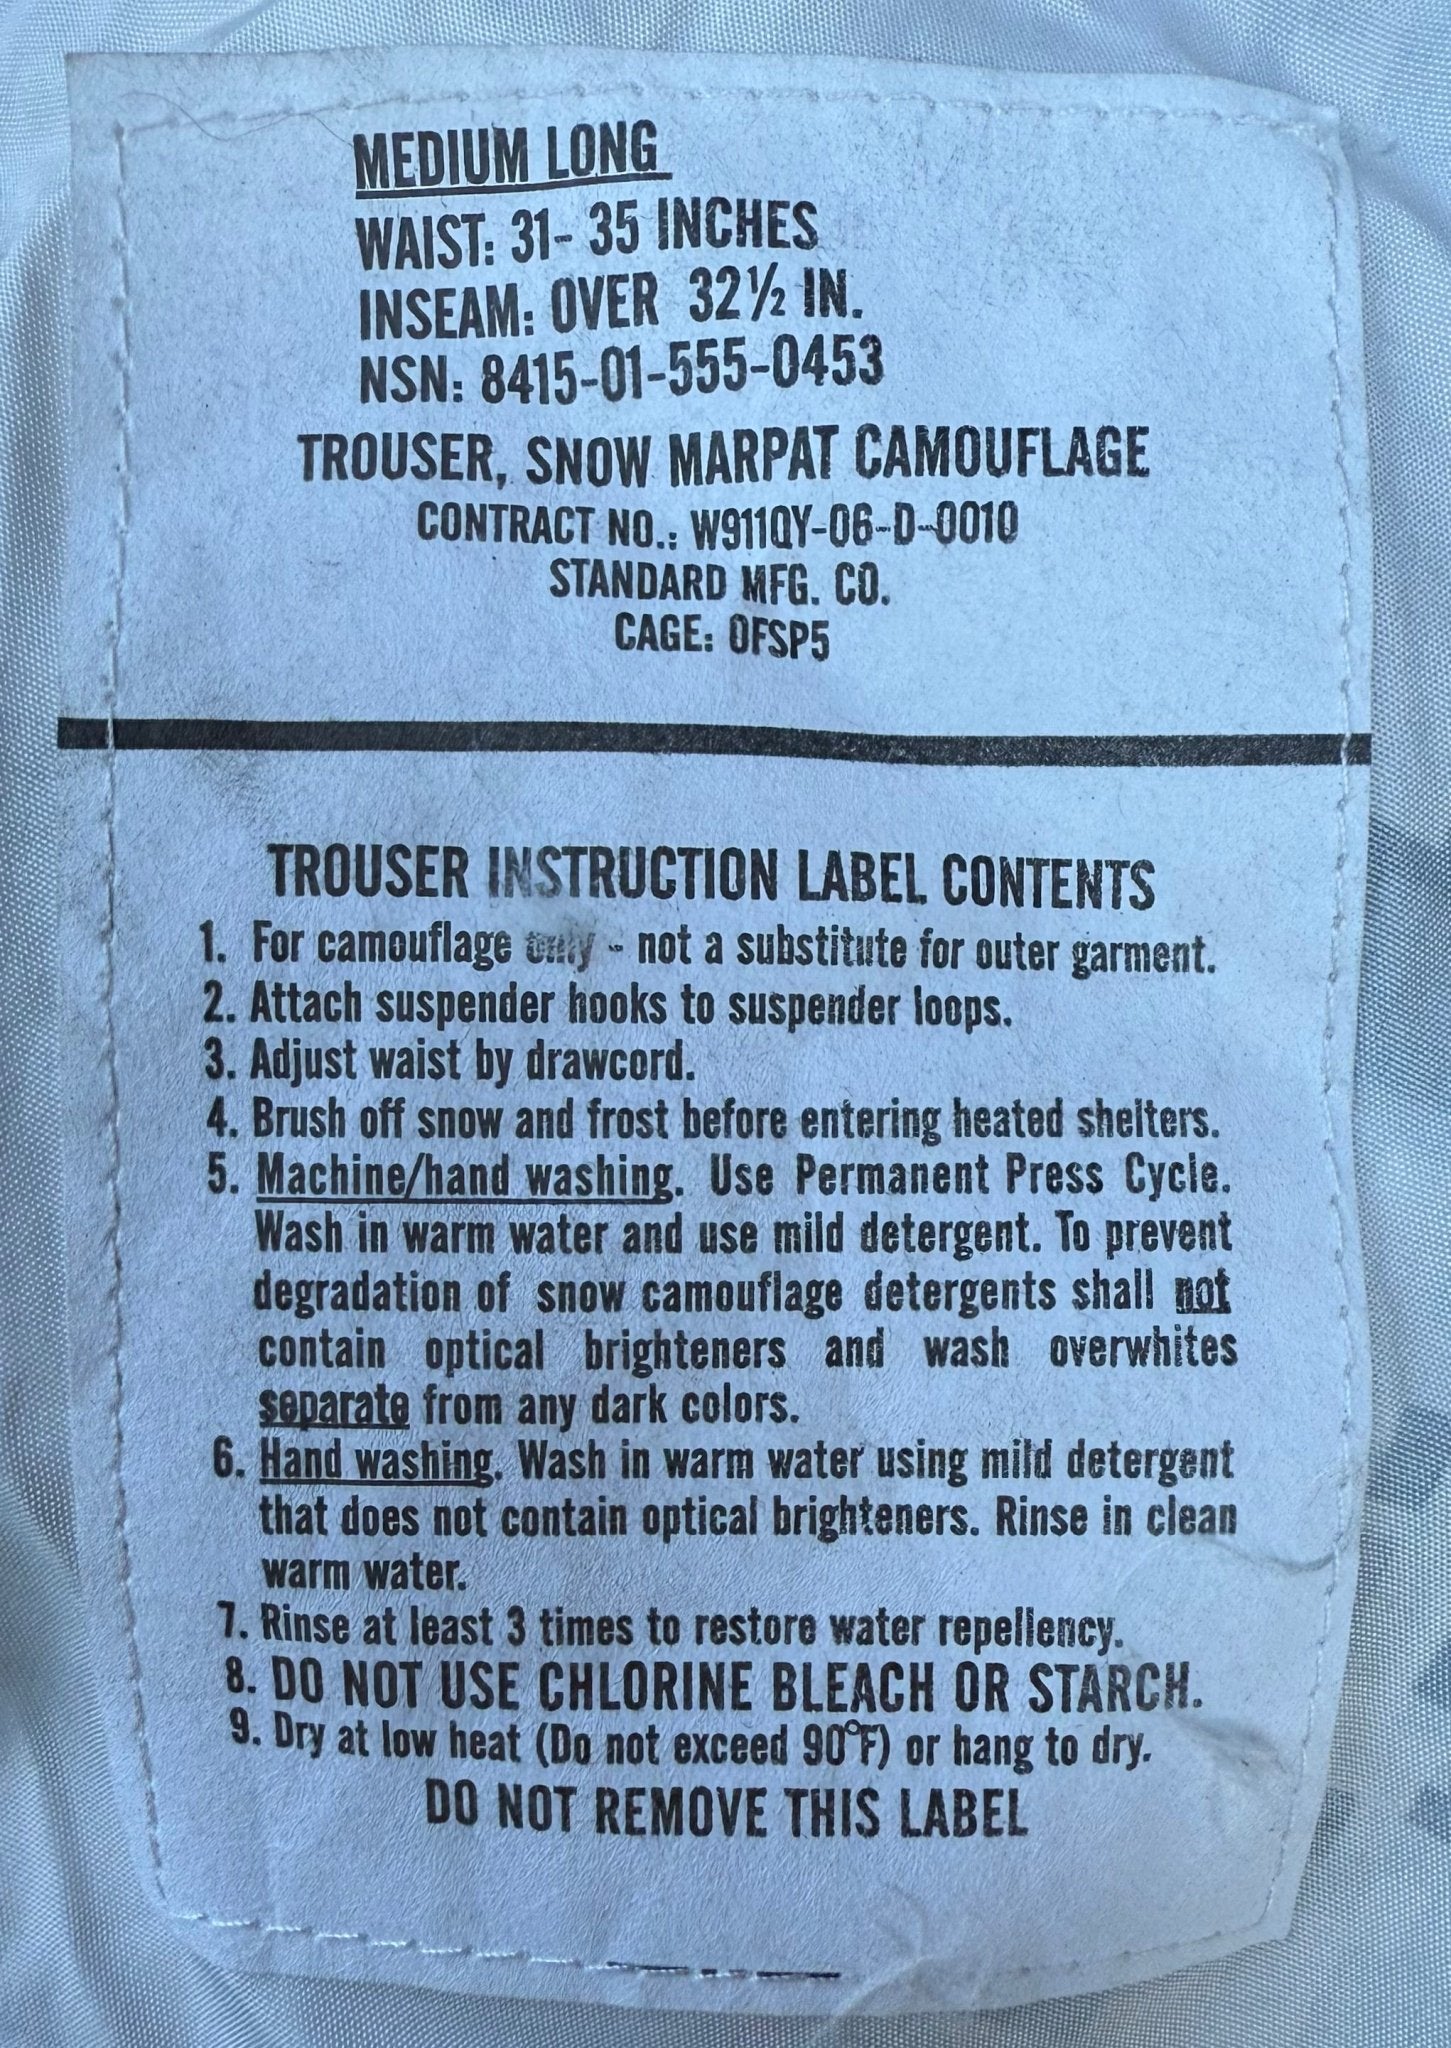 MEDIUM LONG
WAIST: 31- 35 INCHES
INSEAM: OVER 32½ IN.
NSN: 8415-01-555-0453
TROUSER, SNOW MARPAT CAMOUFLAGE
CONTRACT NO.: W911QY-06-D-0010
STANDARD MFG. CO.
CAGE: 0FSP5
TROUSER INSTRUCTION LABEL CONTENTS
1. For camouflage only - not a substitute for outer garment.
2. Attach suspender hooks to suspender loops.
3. Adjust waist by drawcord.
4. Brush off snow and frost before entering heated shelters.
5. Machine/hand washing. Use Permanent Press Cycle.
Wash in warm water and use mild detergent. To prevent
degradation of snow camouflage detergents shall not
contain optical brighteners and wash overwhites
separate from any dark colors.
6. Hand washing. Wash in warm water using mild detergent
that does not contain optical brighteners. Rinse in clean
warm water.
7. Rinse at least 3 times to restore water repellency.
8. DO NOT USE CHLORINE BLEACH OR STARCH.
9. Dry at low heat (Do not exceed 90°F) or hang to dry.
DO NOT REMOVE THIS LABEL